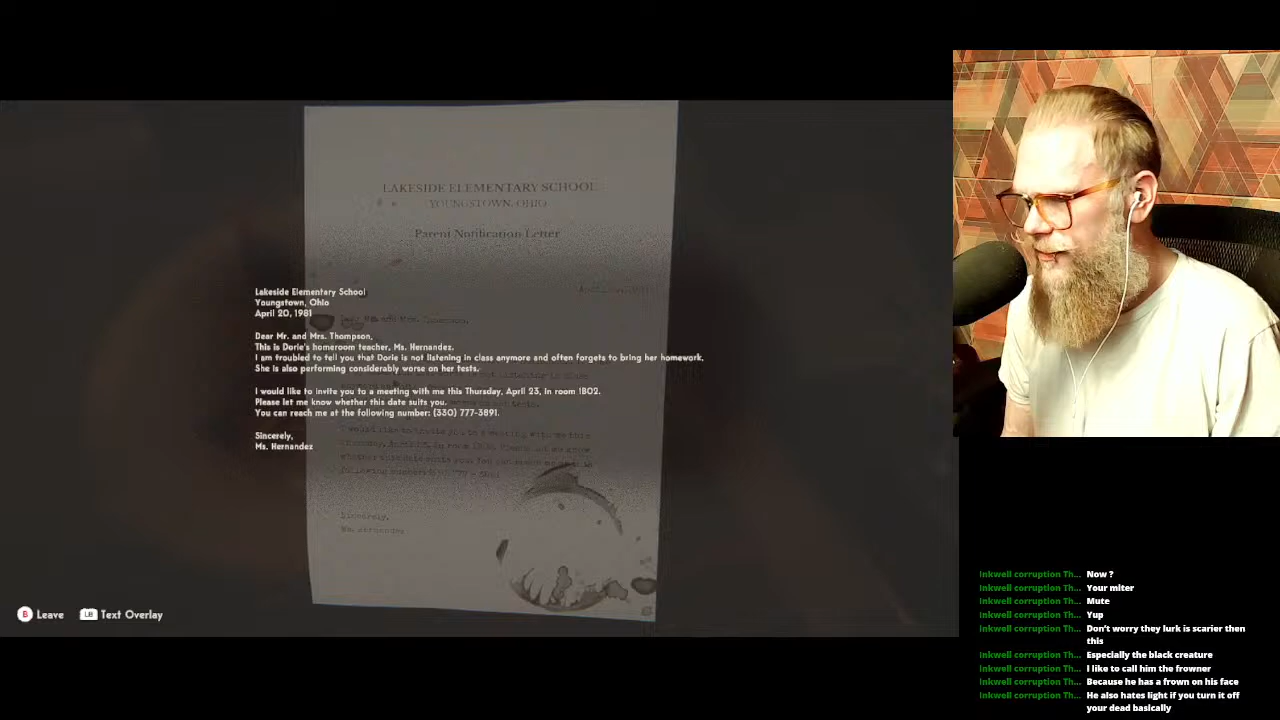 LAKESIDE ELEMENTARY SCHOOL
YOUNGSTOWN, OHIO
Parent Notification Letter
Lakeside Elementary School
Youngstown, Ohio
April 20, 1981
Dear Mr. and Mrs. Thompson,
This is Dorie's homeroom teacher, Ms. Hernandez.
I am troubled to tell you that Dorie is not listening in class anymore and often forgets to bring her homework.
She is also performing considerably worse on her tests.
I would like to invite you to a meeting with me this Thursday, April 23, in room 1B02.
Please let me know whether this date suits you.
You can reach me at the following number: (330) 777-3891.
Sincerely,
Ms. Hernandez
Sincerely,
Ms. Hernandez
B Leave LB Text Overlay
Inkwell corruption Th... Now ?
Inkwell corruption Th... Your miter
Inkwell corruption Th... Mute
Inkwell corruption Th... Yup
Inkwell corruption Th... Don't worry they lurk is scarier then
this
Inkwell corruption Th... Especially the black creature
Inkwell corruption Th... I like to call him the frowner
Inkwell corruption Th... Because he has a frown on his face
Inkwell corruption Th... He also hates light if you turn it off
your dead basically